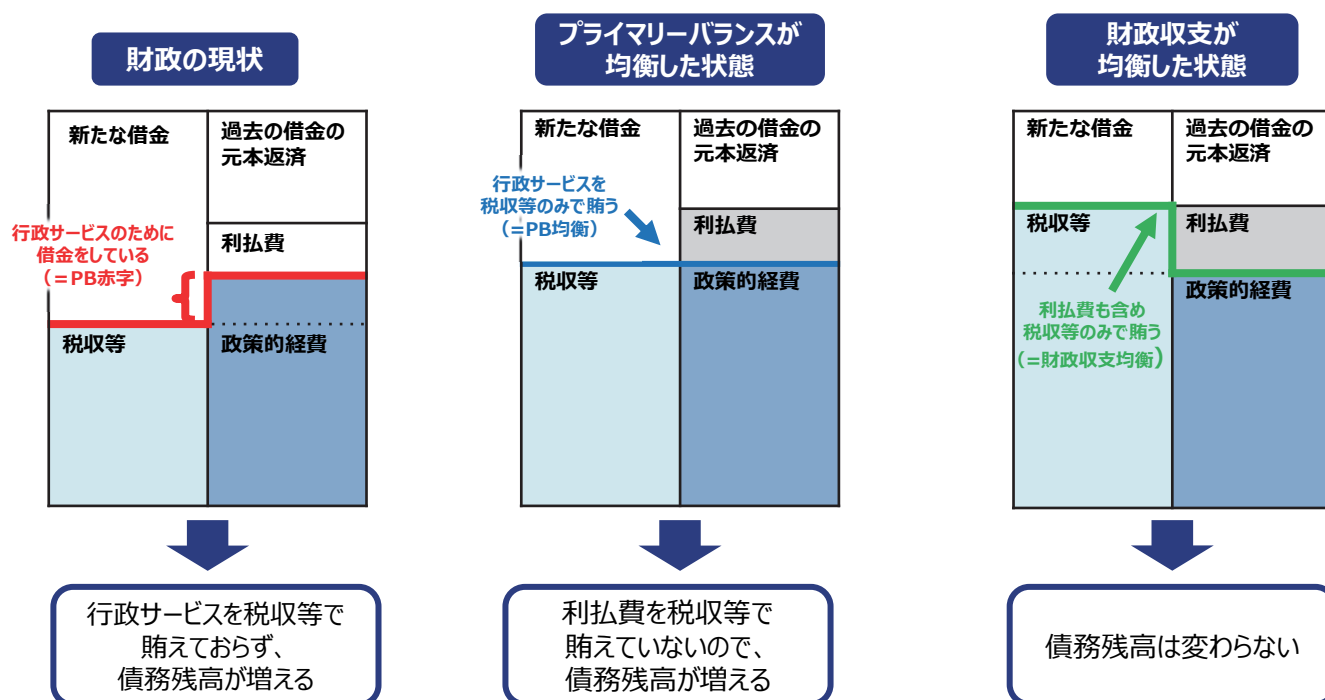 財政の現状
新たな借金
過去の借金の
元本返済
行政サービスのために
借金をしている
（=PB赤字）
利払費
税収等
政策的経費
行政サービスを税収等で
賄えておらず、
債務残高が増える
プライマリーバランスが
均衡した状態
新たな借金
過去の借金の
元本返済
行政サービスを
税収等のみで賄う
（=PB均衡）
利払費
税収等
政策的経費
利払費を税収等で
賄えていないので、
債務残高が増える
財政収支が
均衡した状態
新たな借金
過去の借金の
元本返済
税収等
利払費
政策的経費
利払費も含め
税収等のみで賄う
（=財政収支均衡）
債務残高は変わらない